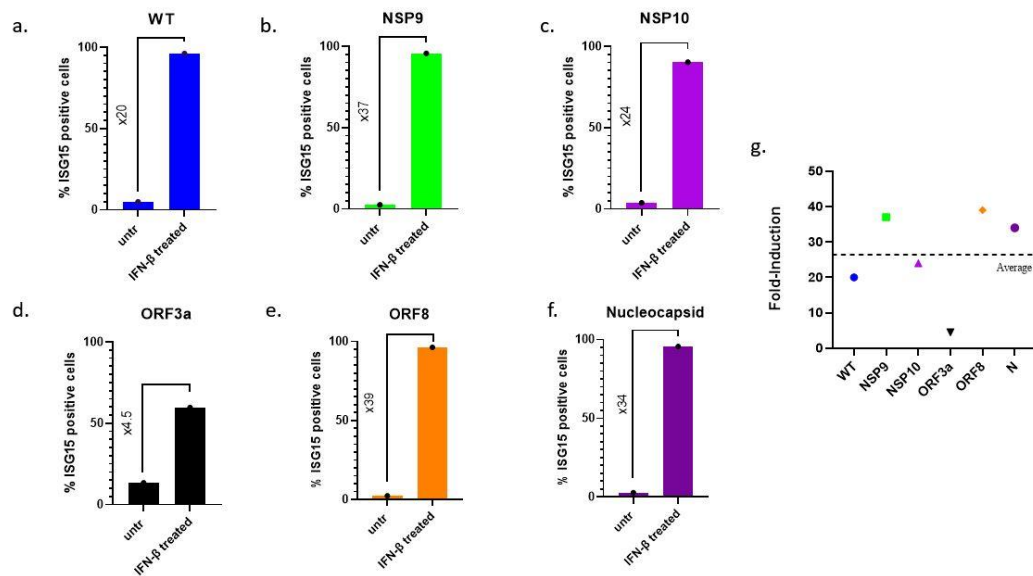 a.
WT
% ISG15 positive cells
100
50
0
x20
untr
IFN-β treated
b.
NSP9
% ISG15 positive cells
100
50
0
x37
untr
IFN-β treated
c.
NSP10
% ISG15 positive cells
100
50
0
x24
untr
IFN-β treated
d.
ORF3a
% ISG15 positive cells
100
50
0
x4.5
untr
IFN-β treated
e.
ORF8
% ISG15 positive cells
100
50
0
x39
untr
IFN-β treated
f.
Nucleocapsid
% ISG15 positive cells
100
50
0
x34
untr
IFN-β treated
g.
Fold-Induction
50
40
30
20
10
0
Average
WT
NSP9
NSP10
ORF3a
ORF8
N